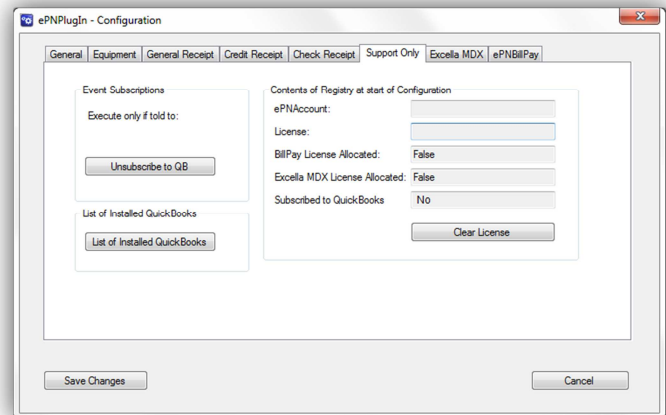 ePNPlugIn - Configuration
General Equipment General Receipt Credit Receipt Check Receipt Support Only Excella MDX ePNBillPay
Event Subscriptions
Execute only if told to:
Unsubscribe to QB
List of Installed QuickBooks
List of Installed QuickBooks
Contents of Registry at start of Configuration
ePNAccount:
License:
BillPay License Allocated: False
Excella MDX License Allocated: False
Subscribed to QuickBooks No
Clear License
Save Changes
Cancel